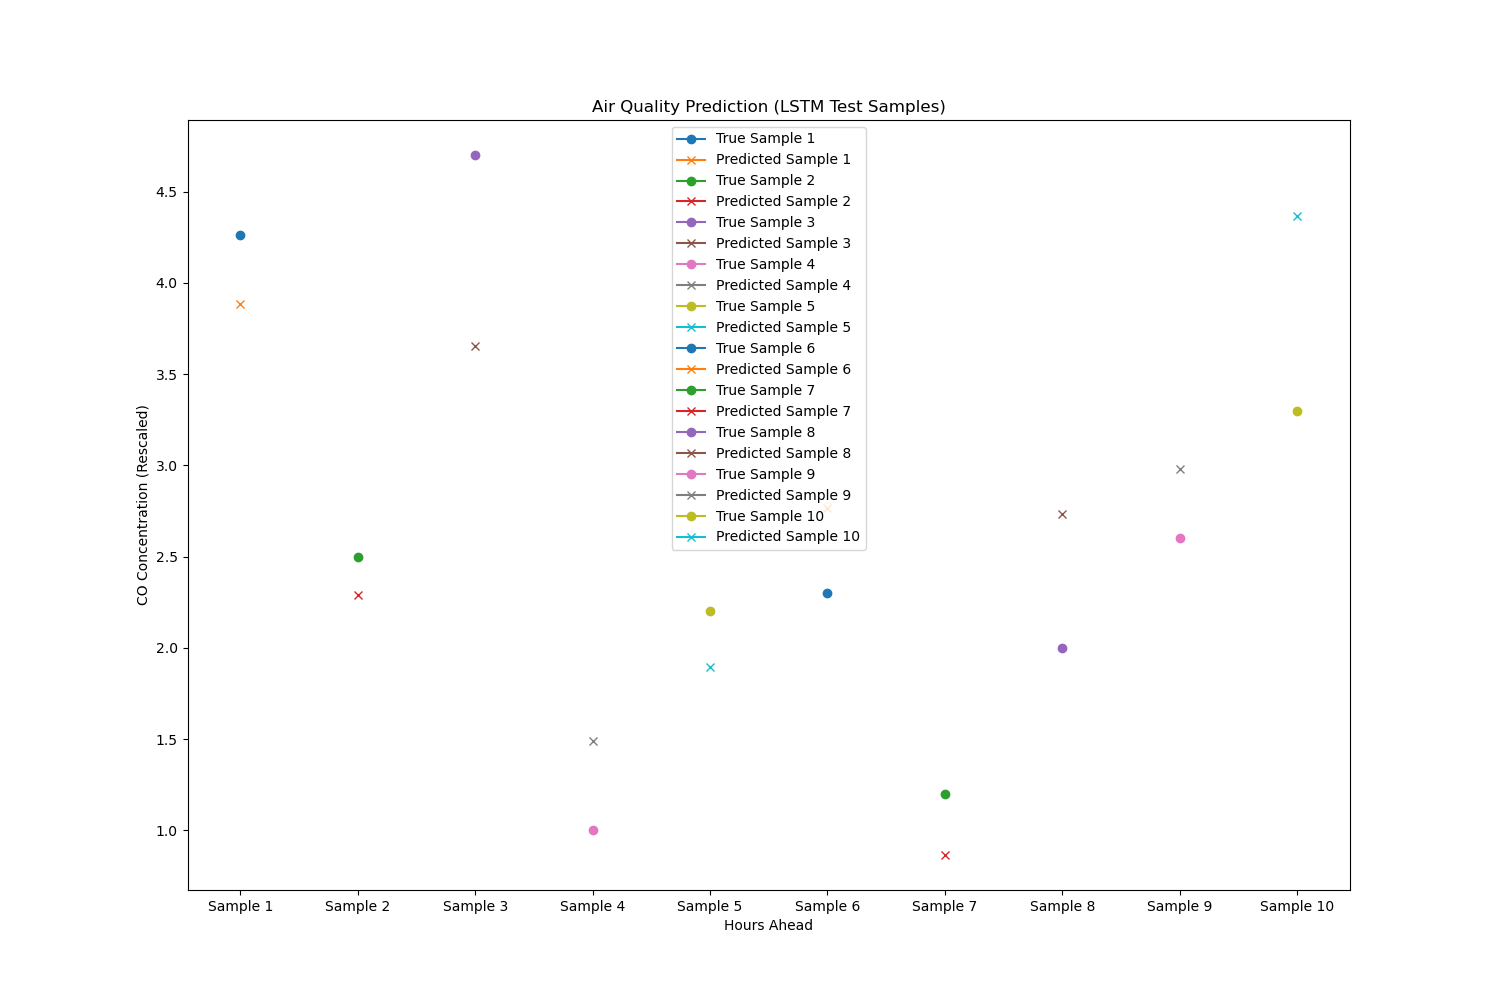 Air Quality Prediction (LSTM Test Samples)
True Sample 1
Predicted Sample 1
True Sample 2
Predicted Sample 2
True Sample 3
Predicted Sample 3
True Sample 4
Predicted Sample 4
True Sample 5
Predicted Sample 5
True Sample 6
Predicted Sample 6
True Sample 7
Predicted Sample 7
True Sample 8
Predicted Sample 8
True Sample 9
Predicted Sample 9
True Sample 10
Predicted Sample 10
CO Concentration (Rescaled)
4.5
4.0
3.5
3.0
2.5
2.0
1.5
1.0
Sample 1 Sample 2 Sample 3 Sample 4 Sample 5 Sample 6 Sample 7 Sample 8 Sample 9 Sample 10
Hours Ahead